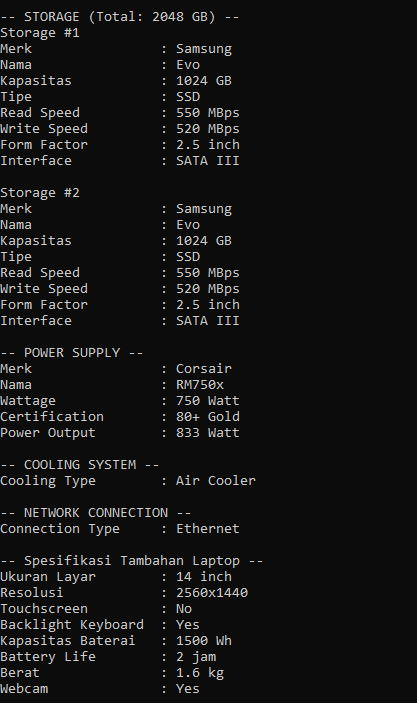 -- STORAGE (Total: 2048 GB) --
Storage #1
Merk : Samsung
Nama : Evo
Kapasitas : 1024 GB
Tipe : SSD
Read Speed : 550 MBps
Write Speed : 520 MBps
Form Factor : 2.5 inch
Interface : SATA III

Storage #2
Merk : Samsung
Nama : Evo
Kapasitas : 1024 GB
Tipe : SSD
Read Speed : 550 MBps
Write Speed : 520 MBps
Form Factor : 2.5 inch
Interface : SATA III

-- POWER SUPPLY --
Merk : Corsair
Nama : RM750x
Wattage : 750 Watt
Certification : 80+ Gold
Power Output : 833 Watt

-- COOLING SYSTEM --
Cooling Type : Air Cooler

-- NETWORK CONNECTION --
Connection Type : Ethernet

-- Spesifikasi Tambahan Laptop --
Ukuran Layar : 14 inch
Resolusi : 2560x1440
Touchscreen : No
Backlight Keyboard : Yes
Kapasitas Baterai : 1500 Wh
Battery Life : 2 jam
Berat : 1.6 kg
Webcam : Yes